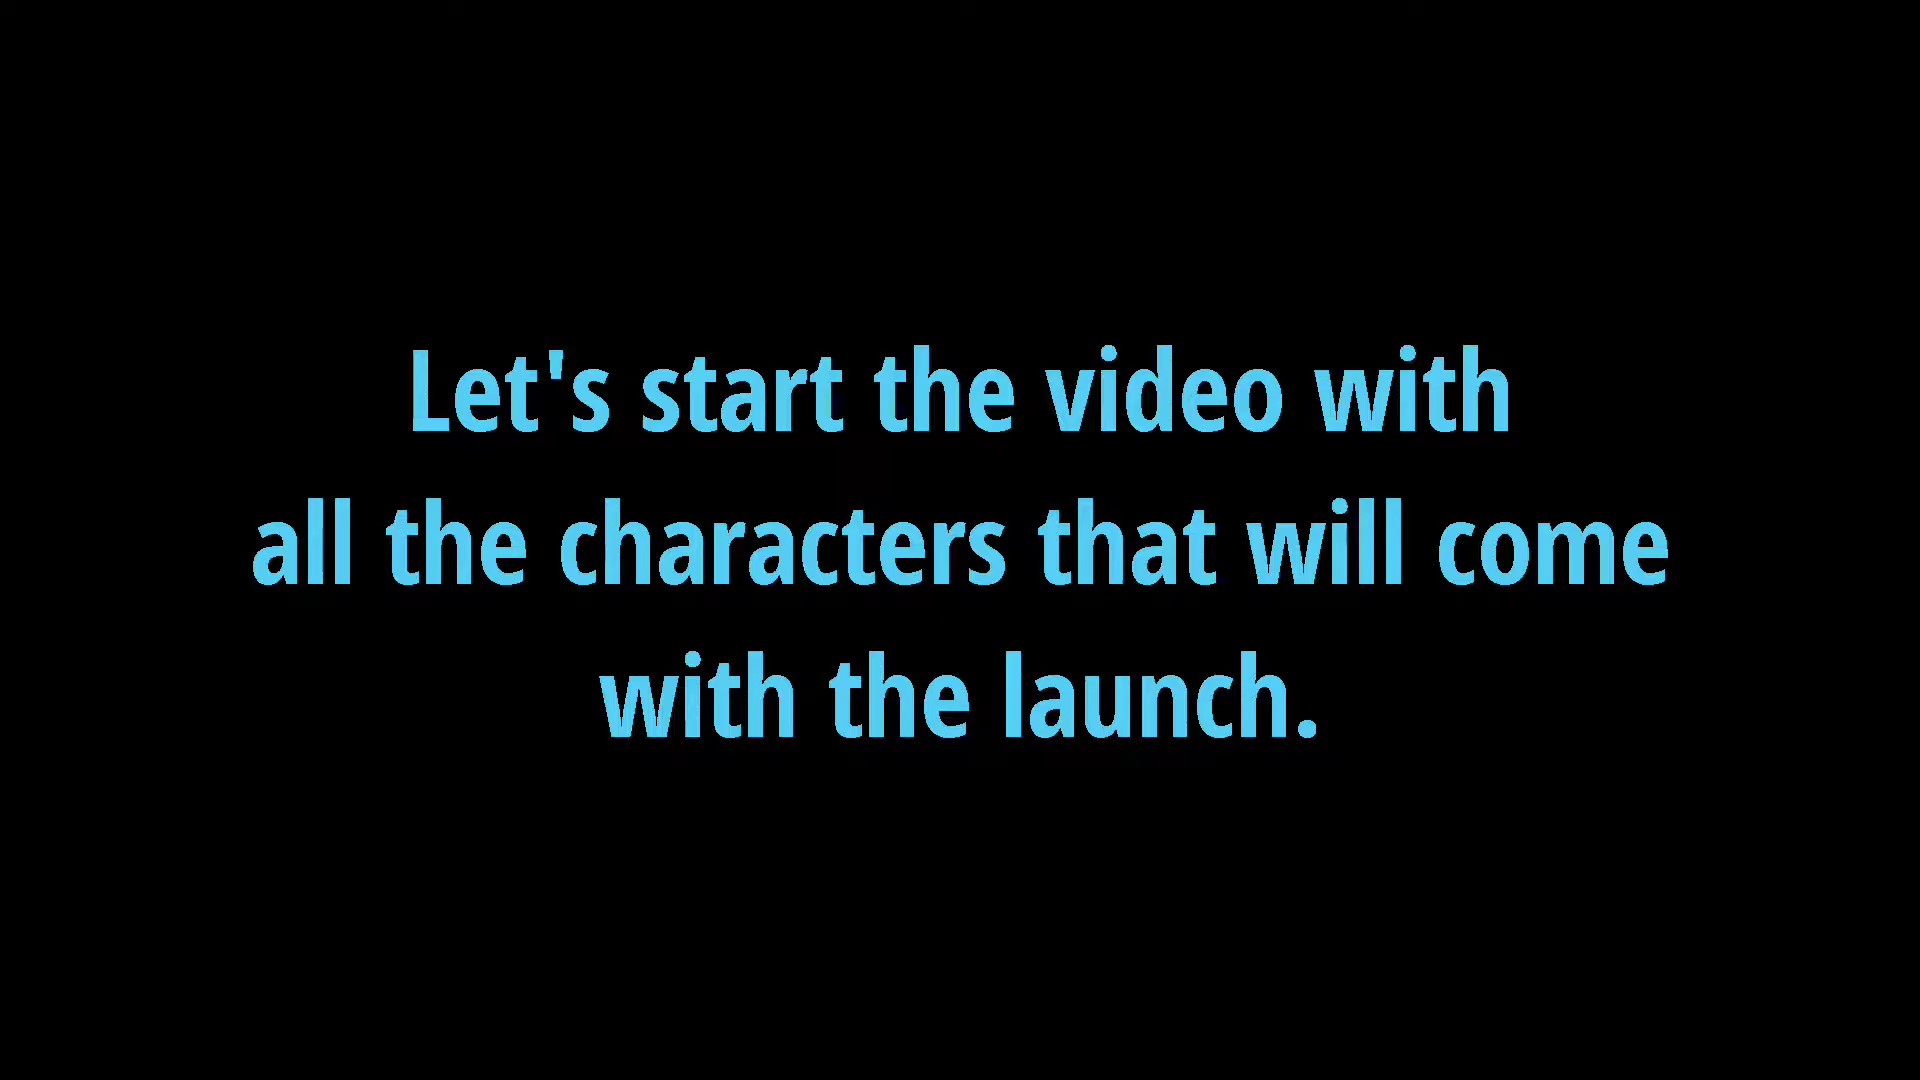 Let's start the video with
all the characters that will come
with the launch.